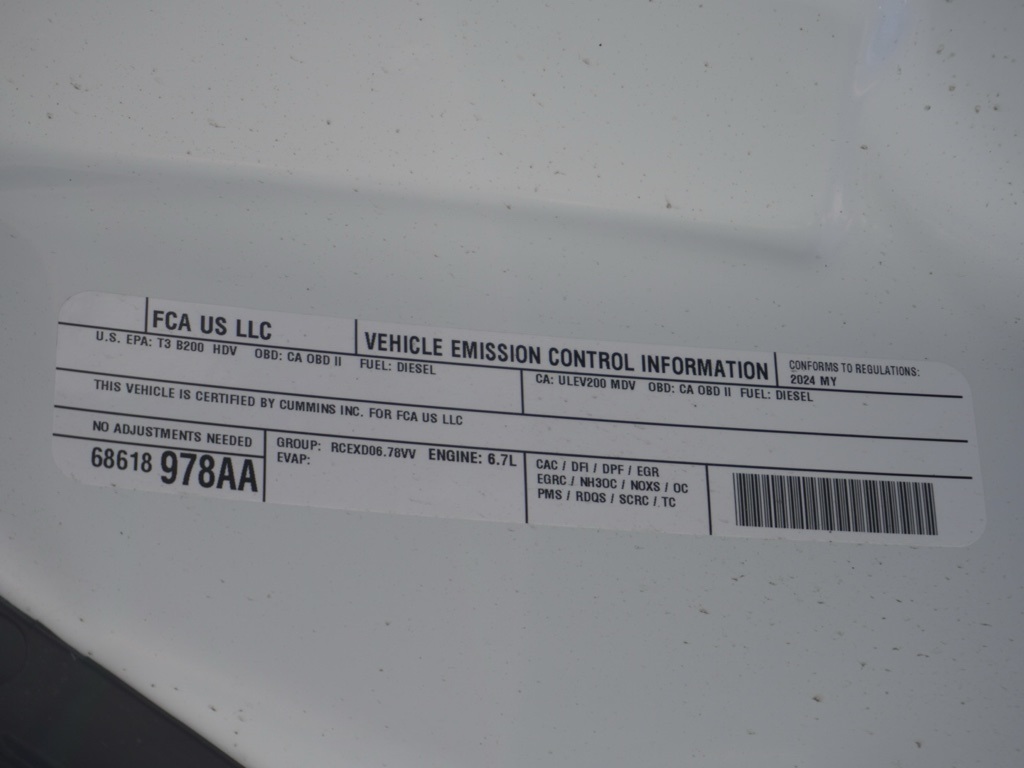 FCA US LLC
VEHICLE EMISSION CONTROL INFORMATION
CONFORMS TO REGULATIONS:
2024 MY
U.S. EPA: T3 B200 HDV OBD: CA OBD II FUEL: DIESEL
CA: ULEV200 MDV OBD: CA OBD II FUEL: DIESEL
THIS VEHICLE IS CERTIFIED BY CUMMINS INC. FOR FCA US LLC
NO ADJUSTMENTS NEEDED
68618 978AA
GROUP: RCEXD06.78VV ENGINE: 6.7L
EVAP:
CAC / DFI / DPF / EGR
EGRC / NH3OC / NOXS / OC
PMS / RDQS / SCRC / TC